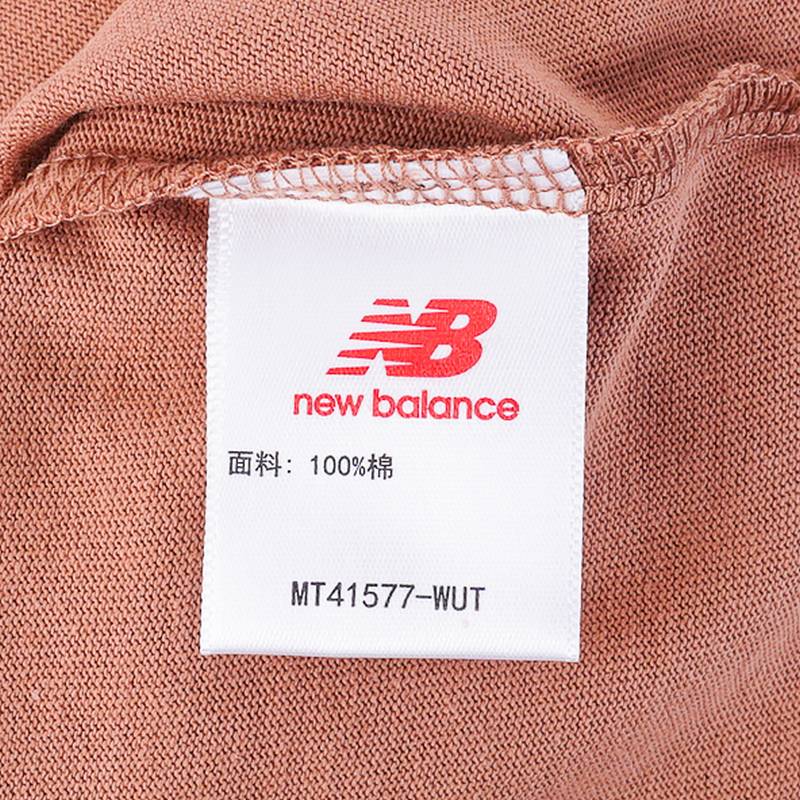 NB
new balance
面料：100%棉
MT41577-WUT